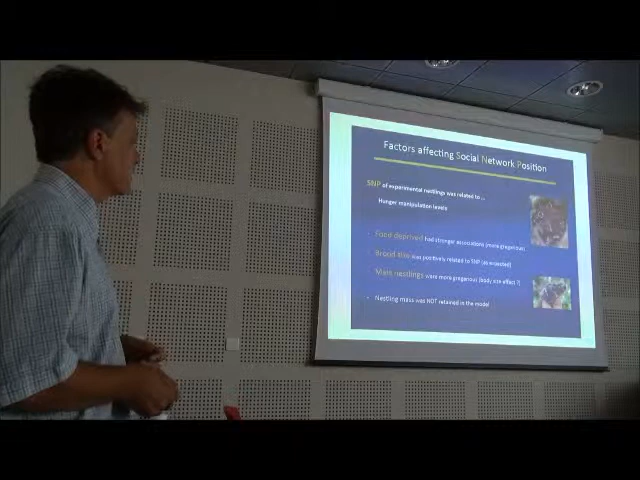 Factors affecting Social Network Position
SNP of experimental nestlings was related to ...
Hunger manipulation levels
- Food deprived had stronger associations (more gregarious)
- Brood size was positively related to SNP (as expected)
- Male nestlings were more gregarious (body size effect ?)
- Nestling mass was NOT retained in the model